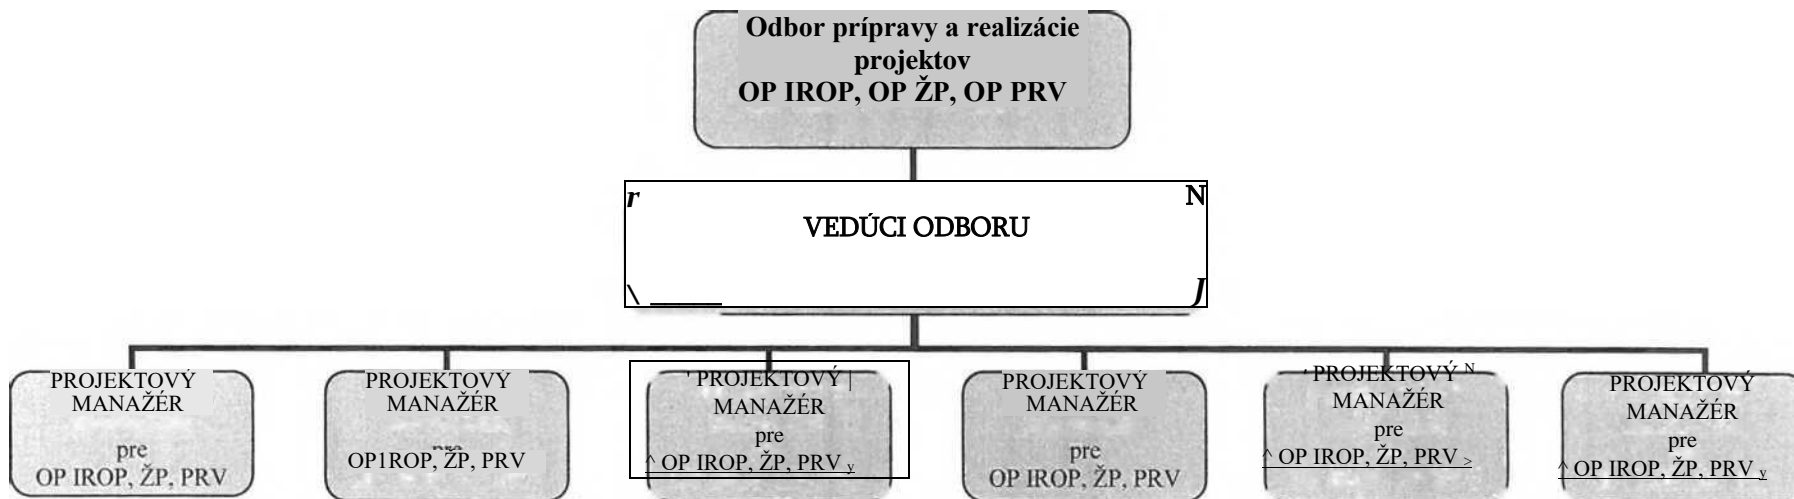 Odbor prípravy a realizácie
projektov
OP IROP, OP ŽP, OP PRV
r N
VEDÚCI ODBORU
\ _____ J
PROJEKTOVÝ
MANAŽÉR
pre
OP IROP, ŽP, PRV
PROJEKTOVÝ
MANAŽÉR
pre
OP1ROP, ŽP, PRV
' PROJEKTOVÝ |
MANAŽÉR
pre
^ OP IROP, ŽP, PRV y
PROJEKTOVÝ
MANAŽÉR
pre
OP IROP, ŽP, PRV
' PROJEKTOVÝ N
MANAŽÉR
pre
^ OP IROP, ŽP, PRV >
PROJEKTOVÝ
MANAŽÉR
pre
^ OP IROP, ŽP, PRV y